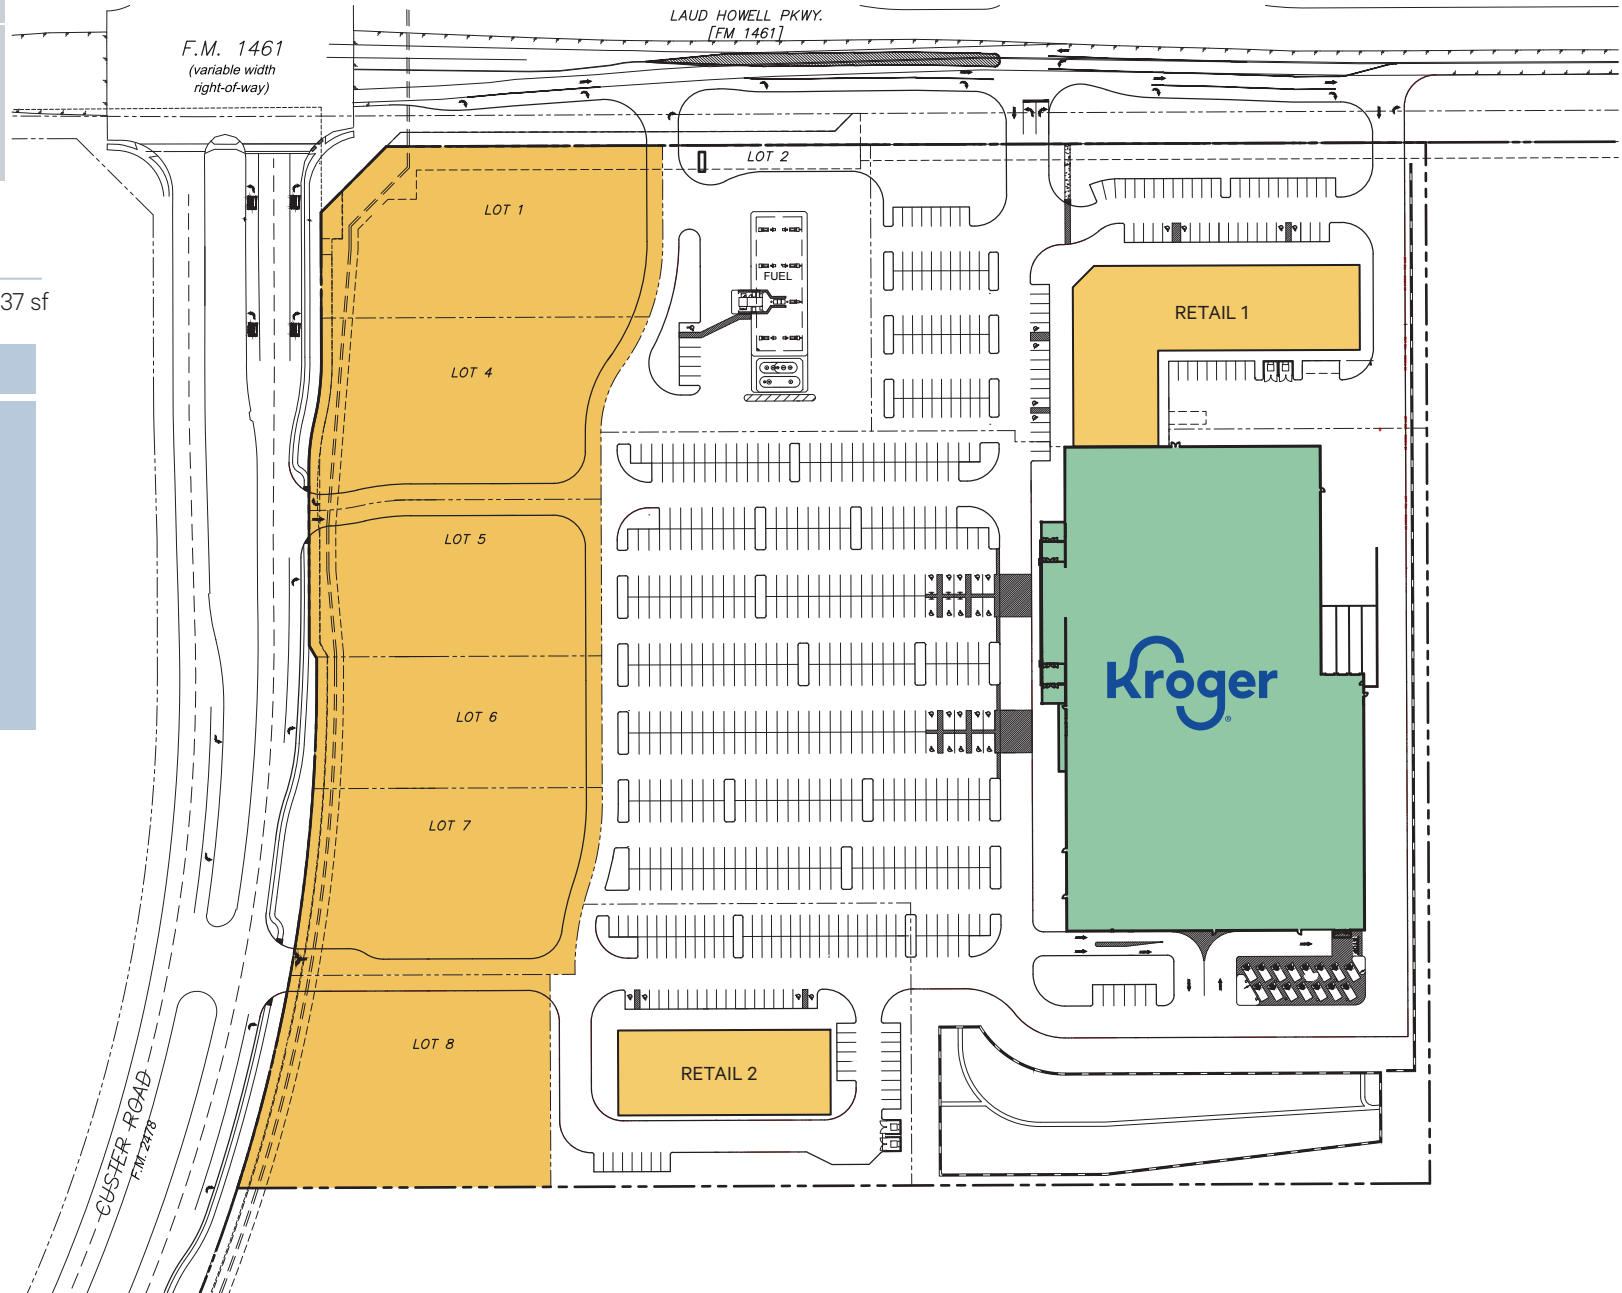 LAUD HOWELL PKWY.
[FM 1461]
F.M. 1461
(variable width
right-of-way)
LOT 2
LOT 1
FUEL
37 sf
RETAIL 1
LOT 4
LOT 5
Kroger
®
LOT 6
LOT 7
LOT 8
RETAIL 2
CUSTER ROAD
F.M. 2478